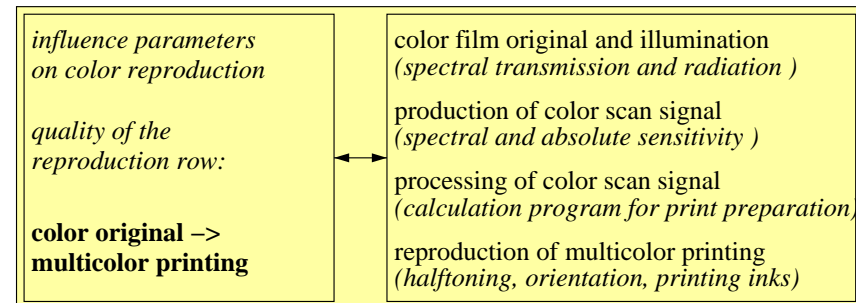 influence parameters
on color reproduction
quality of the
reproduction row:
color original −>
multicolor printing
color film original and illumination
(spectral transmission and radiation )
production of color scan signal
(spectral and absolute sensitivity )
processing of color scan signal
(calculation program for print preparation)
reproduction of multicolor printing
(halftoning, orientation, printing inks)